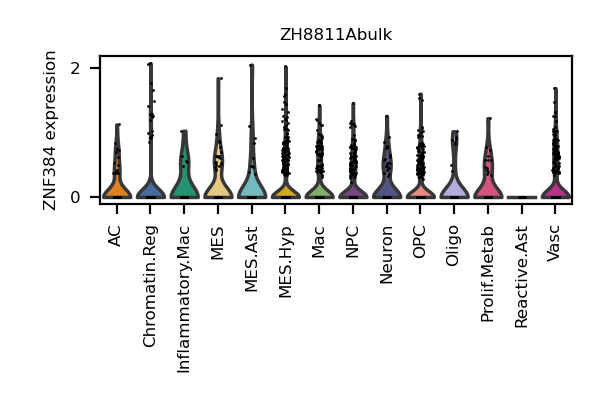 ZH8811Abulk
ZNF384 expression
2
0
AC
Chromatin.Reg
Inflammatory.Mac
MES
MES.Ast
MES.Hyp
Mac
NPC
Neuron
OPC
Oligo
Prolif.Metab
Reactive.Ast
Vasc